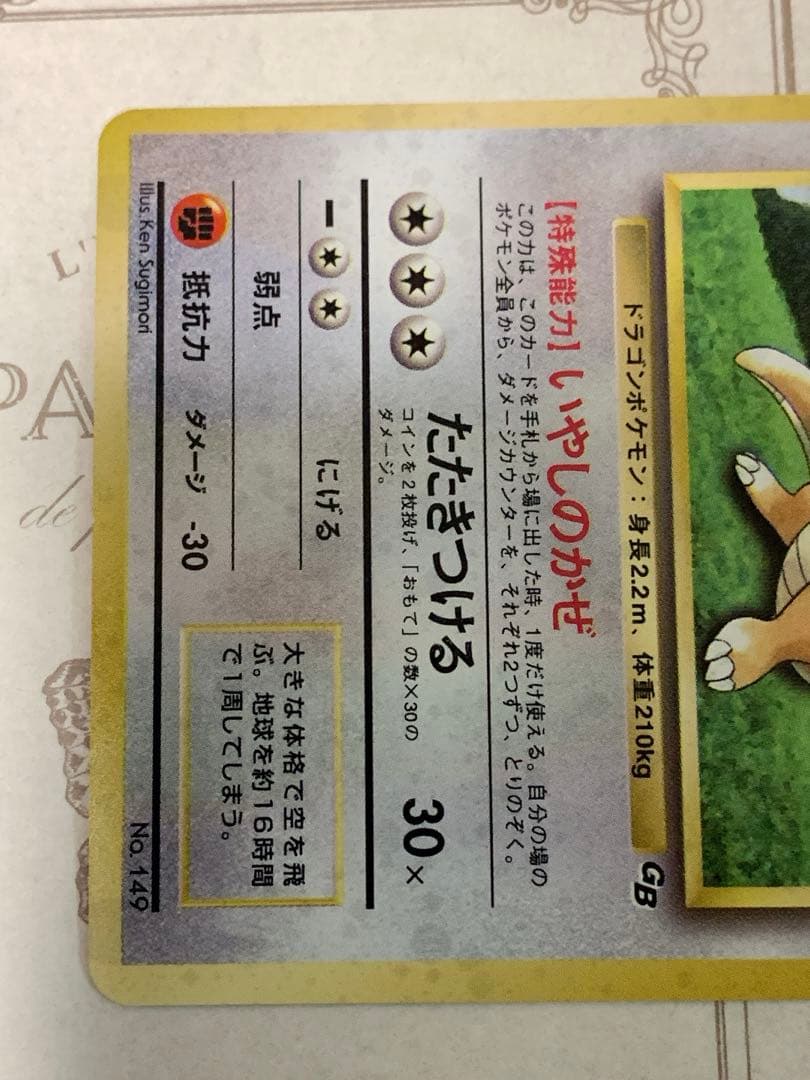 ドラゴンポケモン：身長2.2m、体重210kg
GB
【特殊能力】いやしのかぜ
この力は、このカードを手札から場に出した時、1度だけ使える。自分の場の
ポケモン全員から、ダメージカウンターを、それぞれ2つずつ、とりのぞく。
たたきつける 30×
コインを2枚投げ、「おもて」の数×30の
ダメージ。
にげる
弱点
抵抗力 ダメージ -30
大きな体格で空を飛
ぶ。地球を約16時間
で1周してしまう。
Illus. Ken Sugimori
No. 149
L'
PA
de